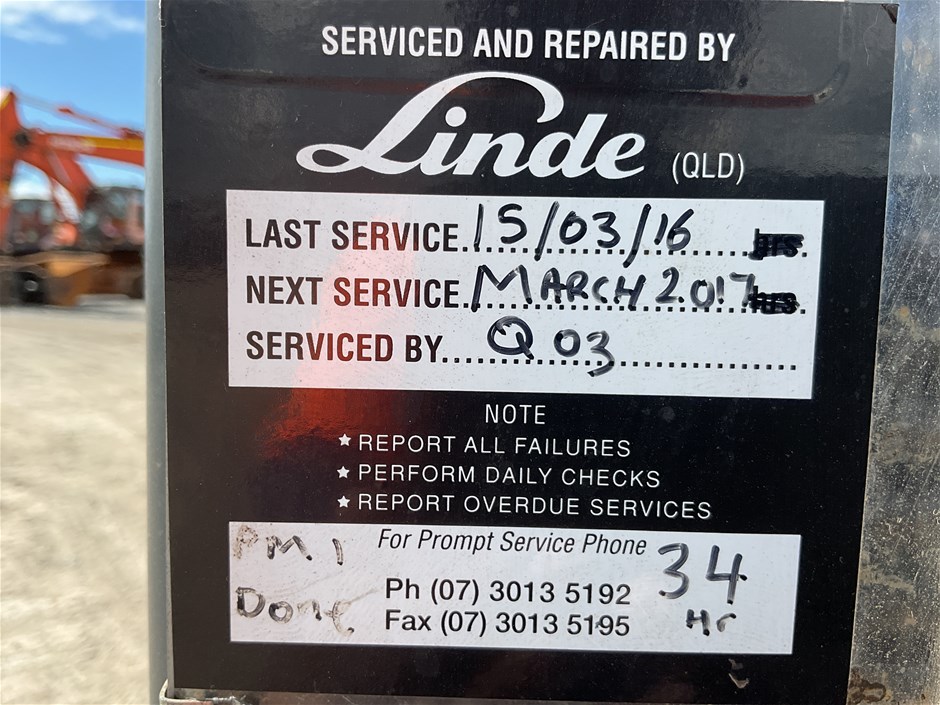 SERVICED AND REPAIRED BY
Linde (QLD)
LAST SERVICE 15/03/16 hrs.
NEXT SERVICE MARCH 2017 hrs.
SERVICED BY Q 03
NOTE
★ REPORT ALL FAILURES
★ PERFORM DAILY CHECKS
★ REPORT OVERDUE SERVICES
For Prompt Service Phone
Ph (07) 3013 5192
Fax (07) 3013 5195
PM1
Done
34
Hr